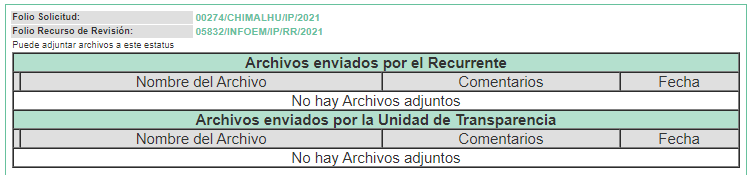 Folio Solicitud: 00274/CHIMALHU/IP/2021
Folio Recurso de Revisión: 05832/INFOEM/IP/RR/2021
Puede adjuntar archivos a este estatus
Archivos enviados por el Recurrente
Nombre del Archivo Comentarios Fecha
No hay Archivos adjuntos
Archivos enviados por la Unidad de Transparencia
Nombre del Archivo Comentarios Fecha
No hay Archivos adjuntos